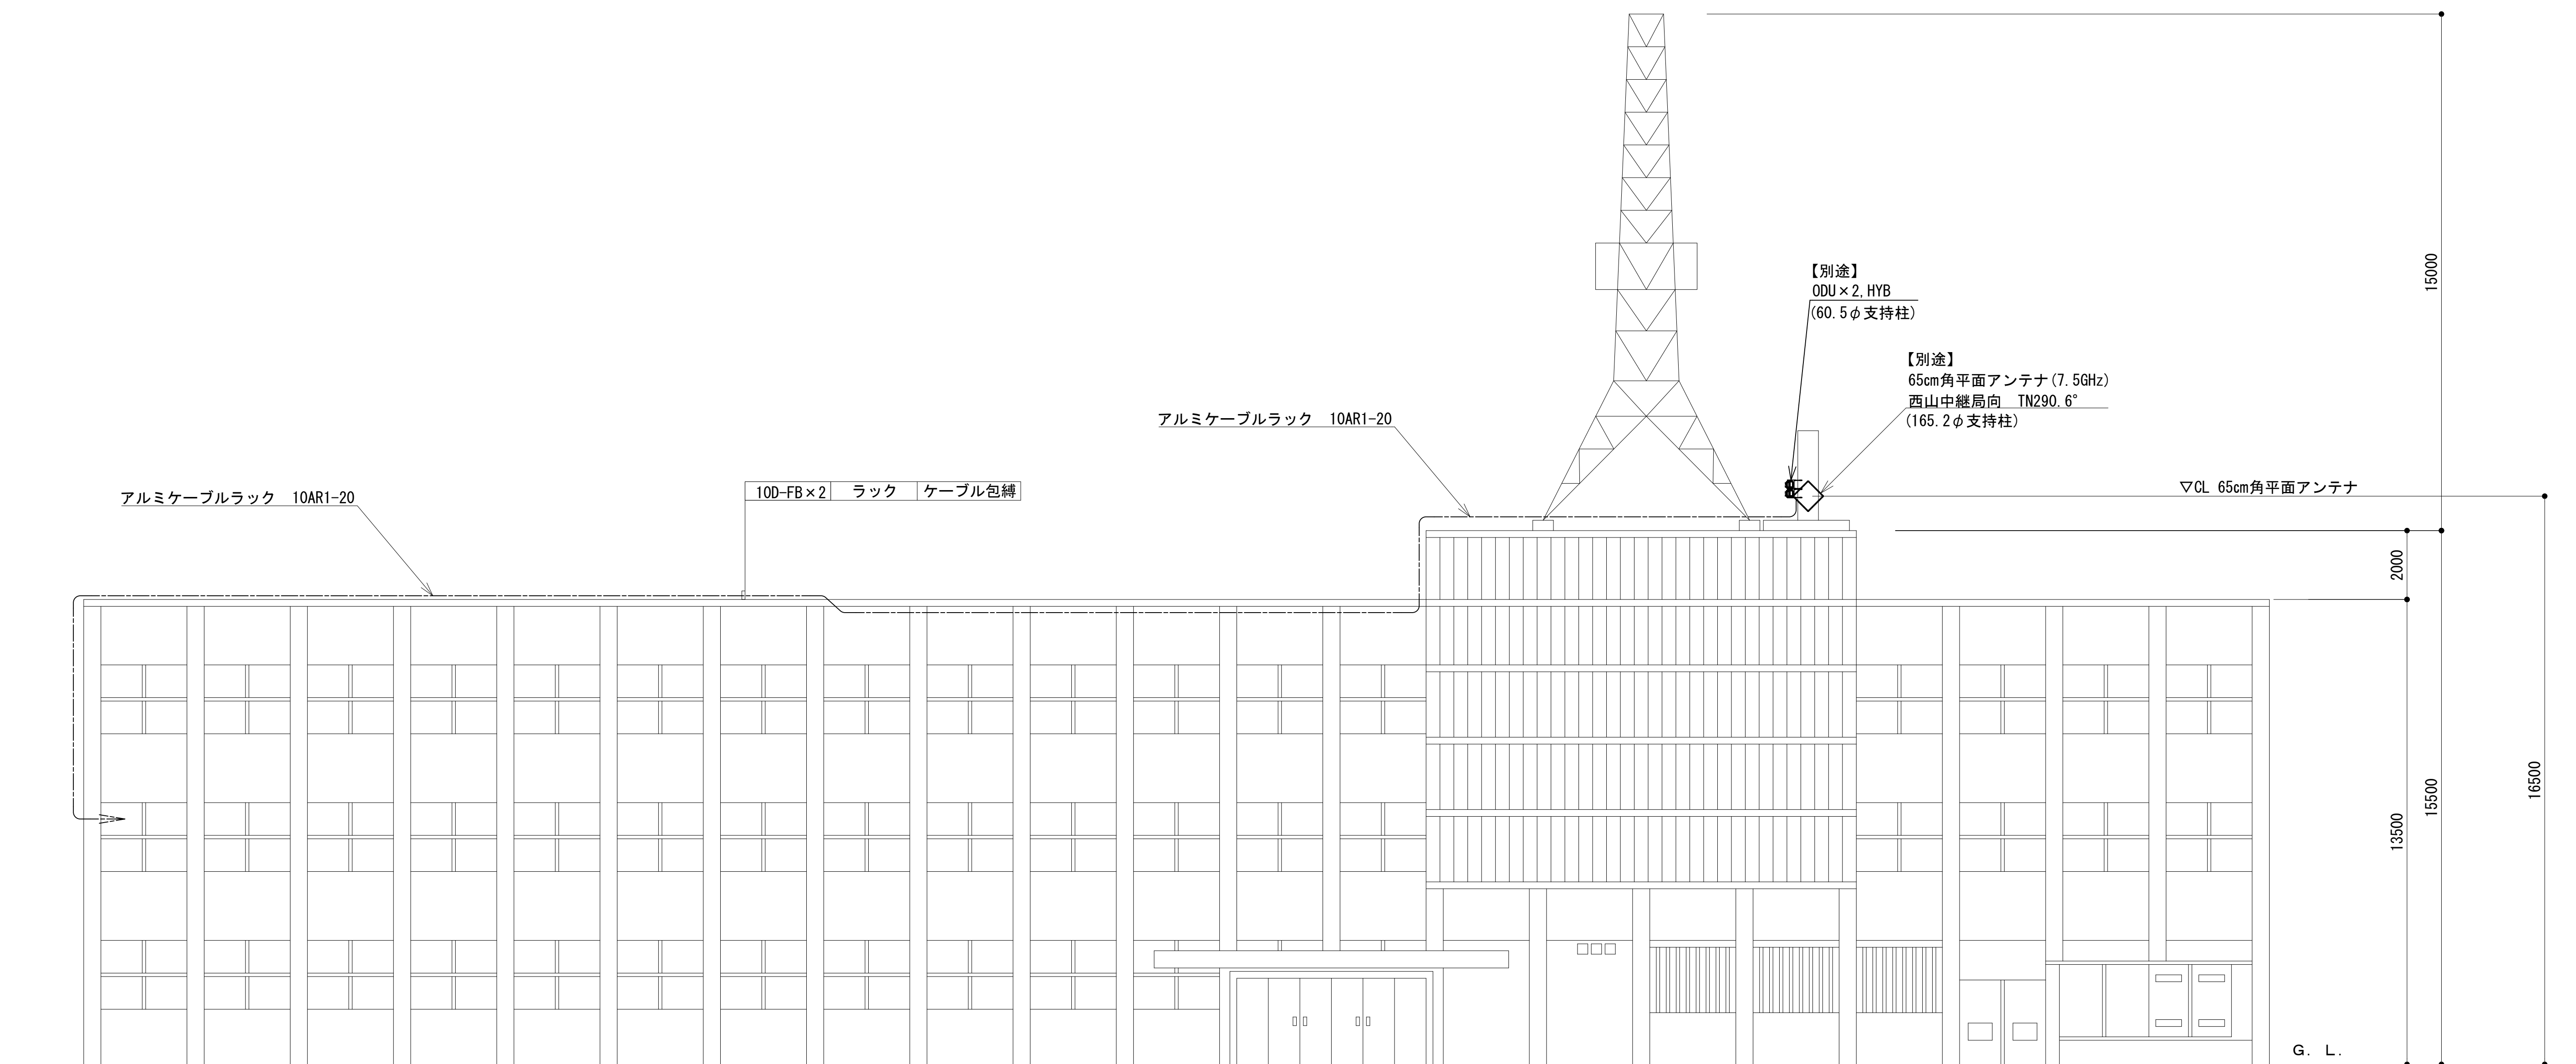 15000
【別途】
ODU×2,HYB
(60.5φ支持柱)
【別途】
65cm角平面アンテナ(7.5GHz)
西山中継局向　TN290.6°
(165.2φ支持柱)
アルミケーブルラック　10AR1-20
▽CL 65cm角平面アンテナ
アルミケーブルラック　10AR1-20
10D-FB×2 ラック ケーブル包縛
2000
13500
15500
16500
G. L.